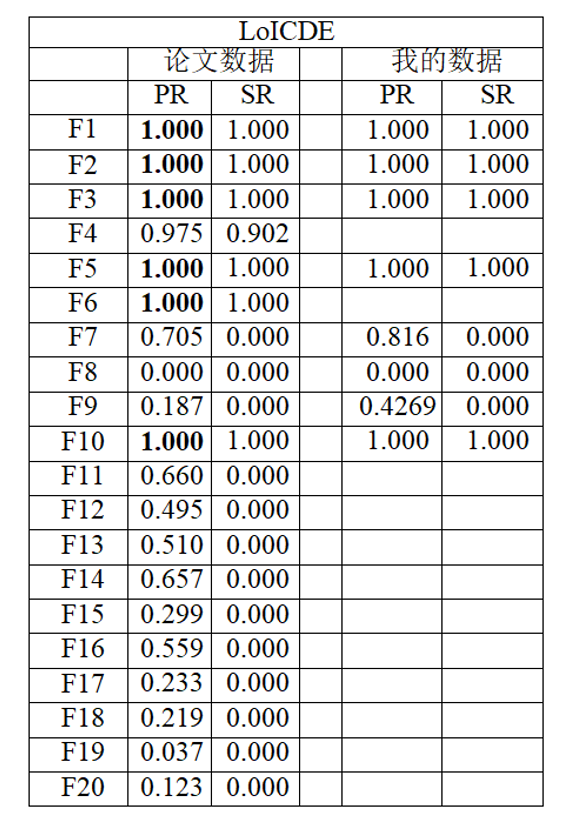 LoICDE
论文数据 我的数据
PR SR PR SR
F1 1.000 1.000 1.000 1.000
F2 1.000 1.000 1.000 1.000
F3 1.000 1.000 1.000 1.000
F4 0.975 0.902
F5 1.000 1.000 1.000 1.000
F6 1.000 1.000
F7 0.705 0.000 0.816 0.000
F8 0.000 0.000 0.000 0.000
F9 0.187 0.000 0.4269 0.000
F10 1.000 1.000 1.000 1.000
F11 0.660 0.000
F12 0.495 0.000
F13 0.510 0.000
F14 0.657 0.000
F15 0.299 0.000
F16 0.559 0.000
F17 0.233 0.000
F18 0.219 0.000
F19 0.037 0.000
F20 0.123 0.000